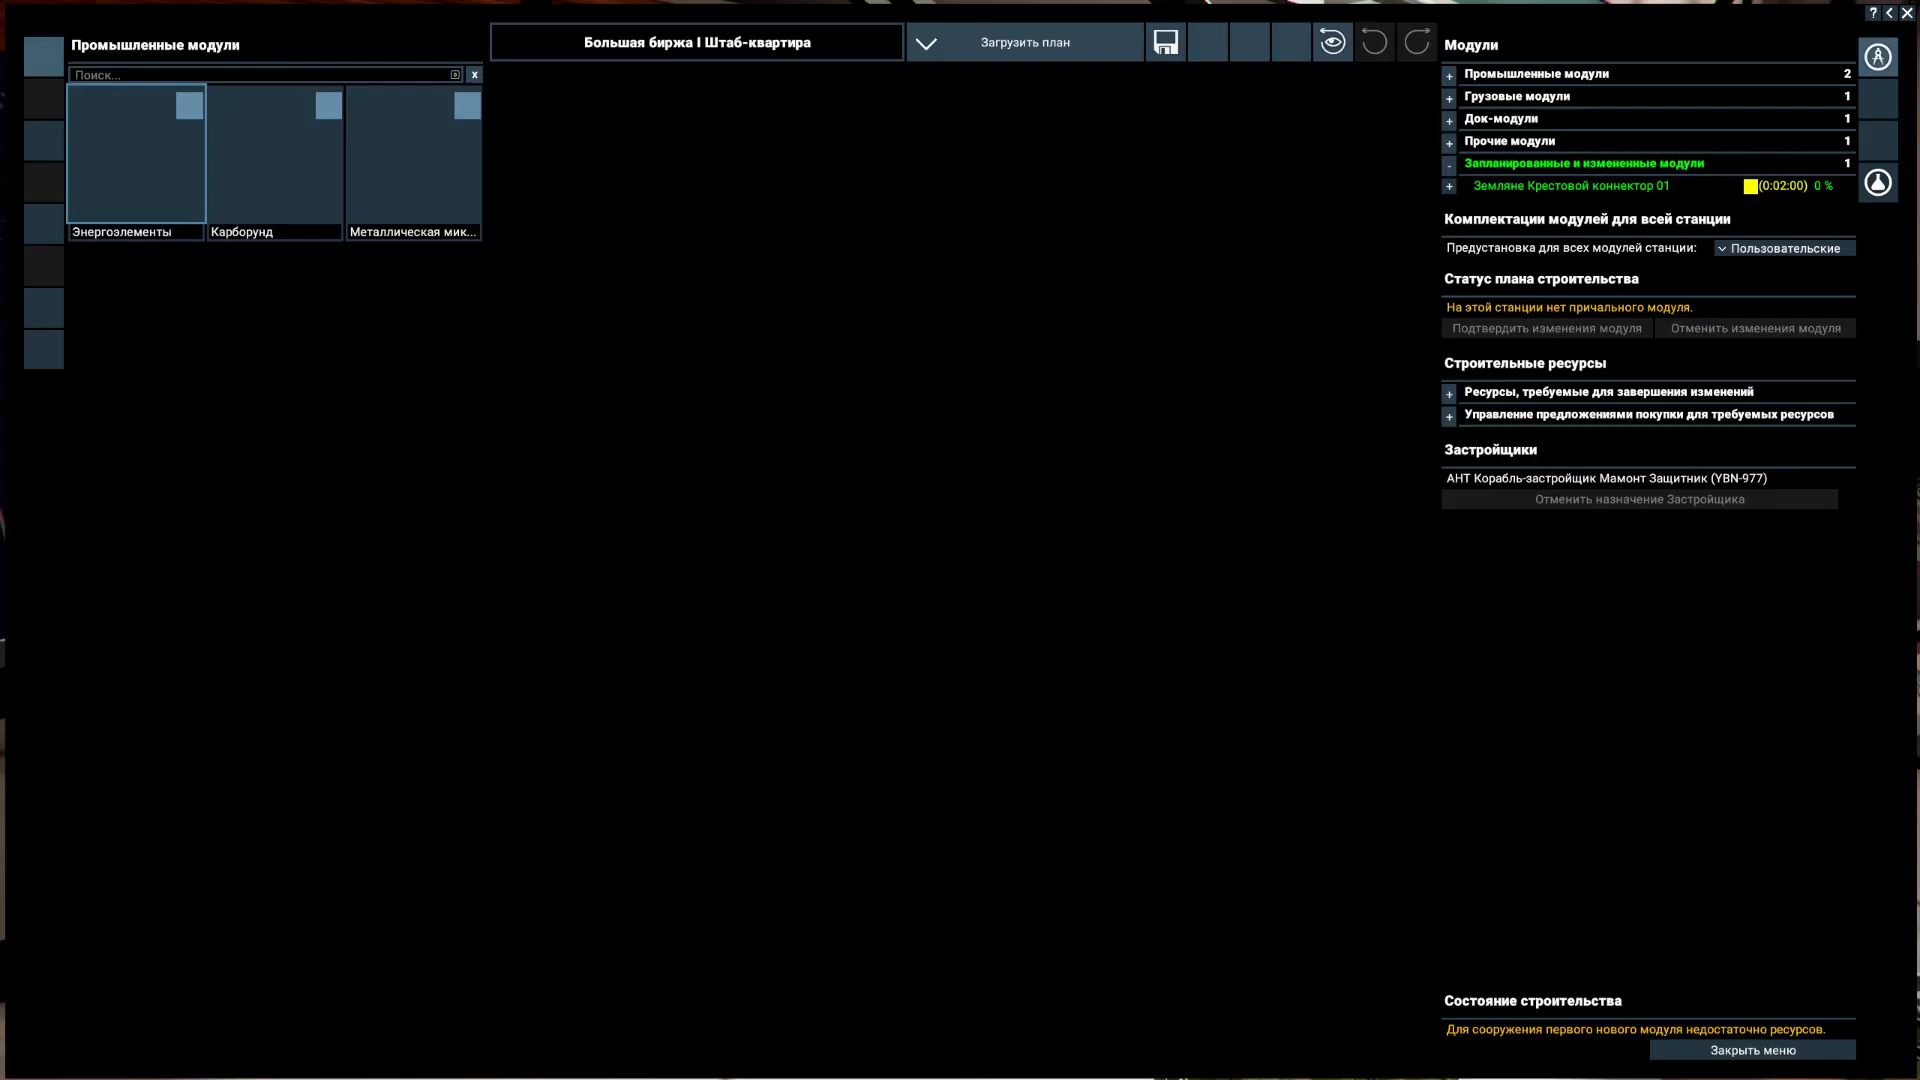 ? < X
Промышленные модули
Поиск...
x
Энергоэлементы
Карборунд
Металлическая мик...
Большая биржа I Штаб-квартира
Загрузить план
Модули
+ Промышленные модули 2
+ Грузовые модули 1
+ Док-модули 1
+ Прочие модули 1
- Запланированные и измененные модули 1
+ Земляне Крестовой коннектор 01 (0:02:00) 0 %
Комплектации модулей для всей станции
Предустановка для всех модулей станции: Пользовательские
Статус плана строительства
На этой станции нет причального модуля.
Подтвердить изменения модуля Отменить изменения модуля
Строительные ресурсы
+ Ресурсы, требуемые для завершения изменений
+ Управление предложениями покупки для требуемых ресурсов
Застройщики
АНТ Корабль-застройщик Мамонт Защитник (YBN-977)
Отменить назначение Застройщика
Состояние строительства
Для сооружения первого нового модуля недостаточно ресурсов.
Закрыть меню